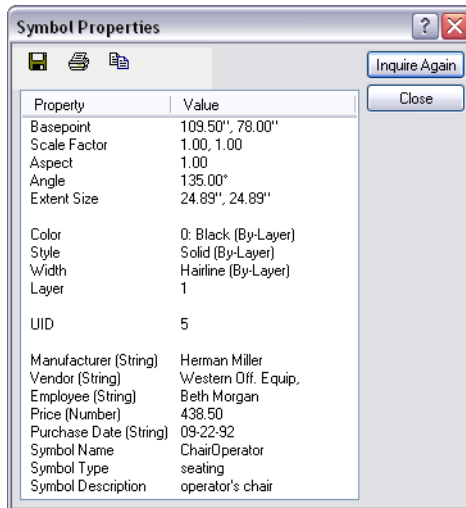 Symbol Properties
Inquire Again
Close
Property Value
Basepoint 109.50", 78.00"
Scale Factor 1.00, 1.00
Aspect 1.00
Angle 135.00°
Extent Size 24.89", 24.89"
Color 0: Black (By-Layer)
Style Solid (By-Layer)
Width Hairline (By-Layer)
Layer 1
UID 5
Manufacturer (String) Herman Miller
Vendor (String) Western Off. Equip,
Employee (String) Beth Morgan
Price (Number) 438.50
Purchase Date (String) 09-22-92
Symbol Name ChairOperator
Symbol Type seating
Symbol Description operator's chair